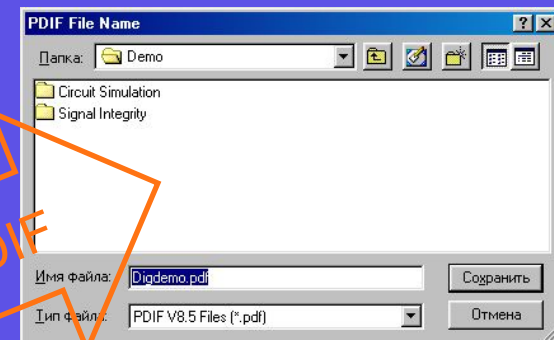 PDIF File Name
Папка: Demo
Circuit Simulation
Signal Integrity
DIF
Имя файла: Digdemo.pdf
Сохранить
Тип файла: PDIF V8.5 Files (*.pdf)
Отмена